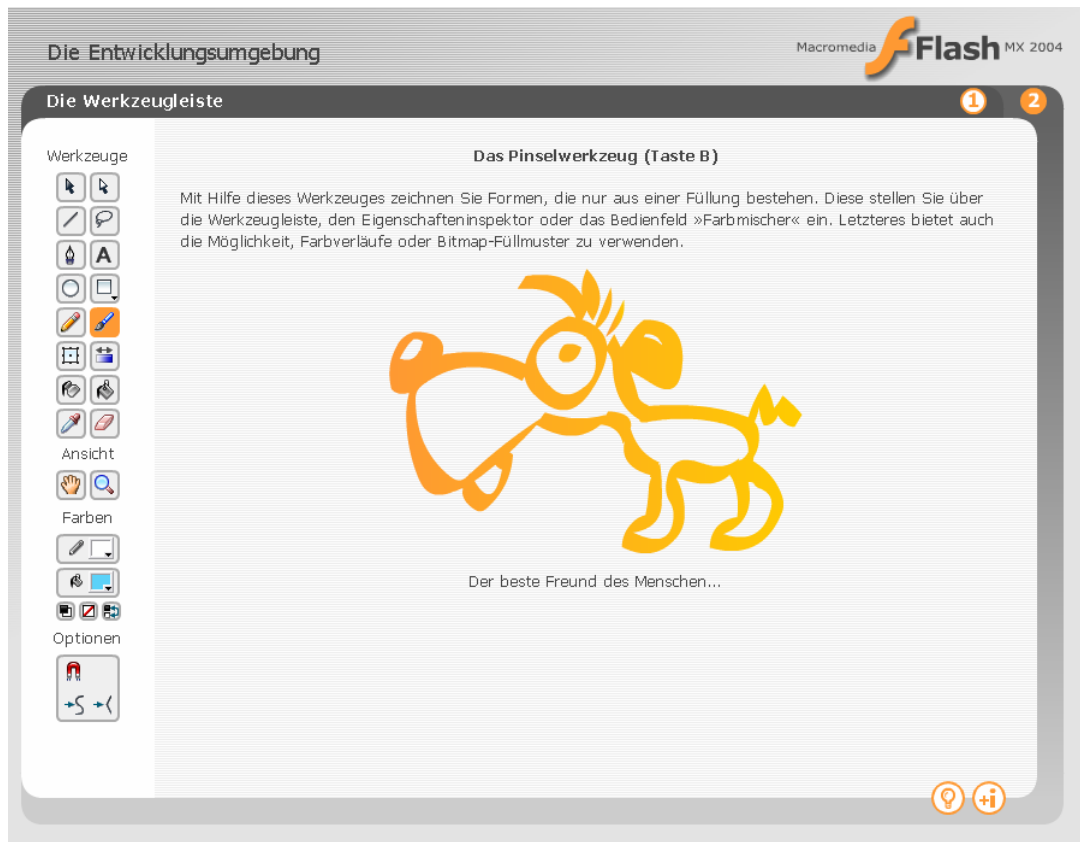 Die Entwicklungsumgebung
Macromedia Flash MX 2004
Die Werkzeugleiste
1 2
Werkzeuge
A
Ansicht
Farben
Optionen
Das Pinselwerkzeug (Taste B)
Mit Hilfe dieses Werkzeuges zeichnen Sie Formen, die nur aus einer Füllung bestehen. Diese stellen Sie über
die Werkzeugleiste, den Eigenschafteninspektor oder das Bedienfeld »Farbmischer« ein. Letzteres bietet auch
die Möglichkeit, Farbverläufe oder Bitmap-Füllmuster zu verwenden.
Der beste Freund des Menschen...
+i